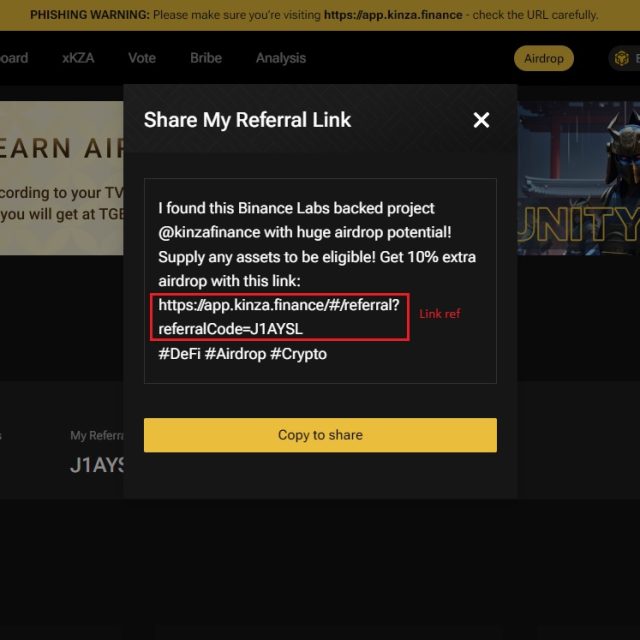 PHISHING WARNING: Please make sure you're visiting https://app.kinza.finance - check the URL carefully.
oard xKZA Vote Bribe Analysis Airdrop
Share My Referral Link
EARN AIR
cording to your TV
you will get at TGE
UNITY
I found this Binance Labs backed project
@kinzafinance with huge airdrop potential!
Supply any assets to be eligible! Get 10% extra
airdrop with this link:
https://app.kinza.finance/#/referral?
referralCode=J1AYSL
Link ref
#DeFi #Airdrop #Crypto
Copy to share
s My Referra
J1AYS